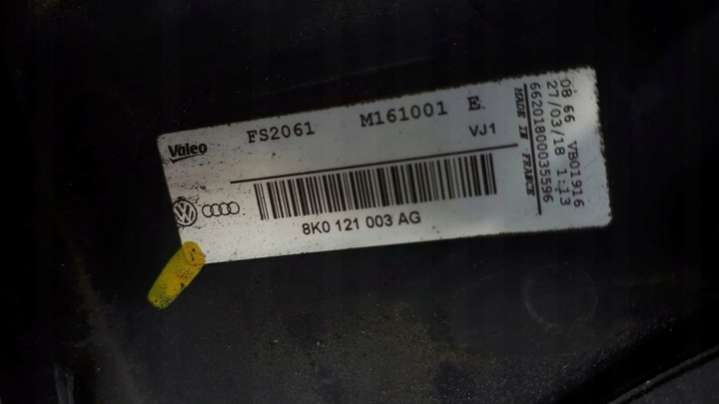 Valeo
FS2061 M161001 E
VJ1
8K0 121 003 AG
MADE IN FRANCE
66201800035596
27/03/18 1:13
08 66 VB01916